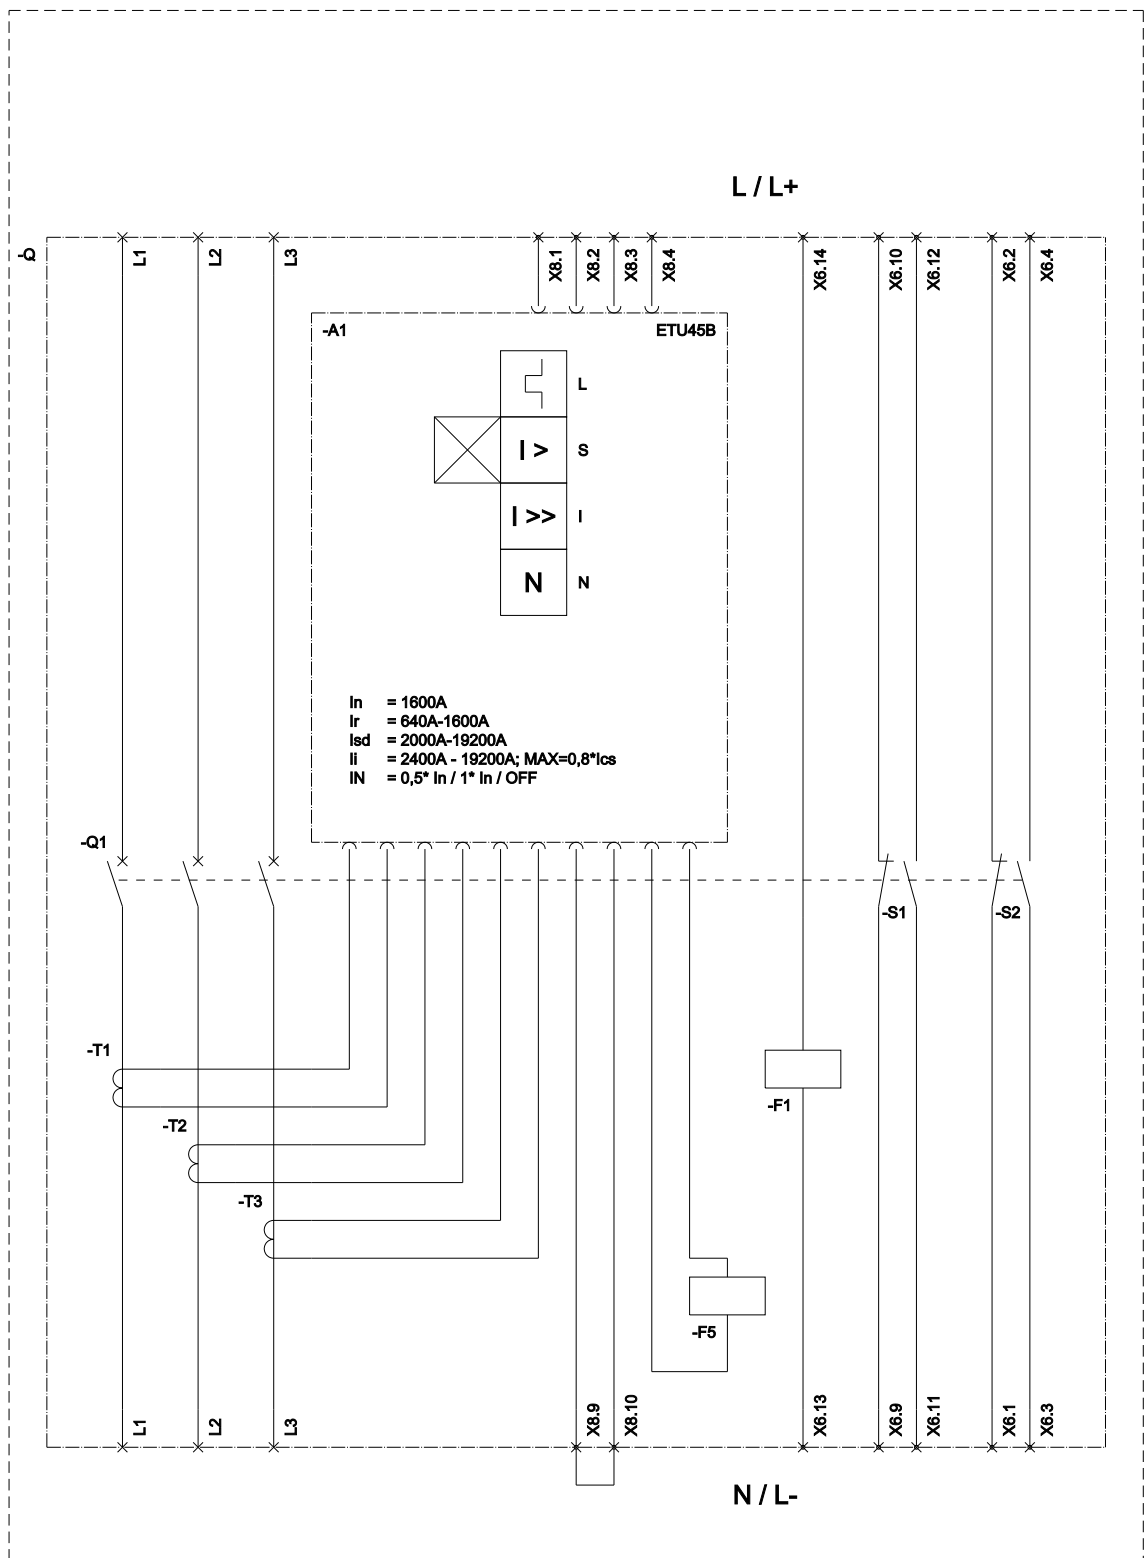 L / L+
-Q
L1
L2
L3
X8.1
X8.2
X8.3
X8.4
X6.14
X6.10
X6.12
X6.2
X6.4
-A1
ETU45B
L
I >
S
I >>
I
N
N
In = 1600A
Ir = 640A-1600A
Isd = 2000A-19200A
Ii = 2400A - 19200A; MAX=0,8*Ics
IN = 0,5* In / 1* In / OFF
-Q1
-S1
-S2
-T1
-F1
-T2
-T3
-F5
L1
L2
L3
X8.9
X8.10
X6.13
X6.9
X6.11
X6.1
X6.3
N / L-